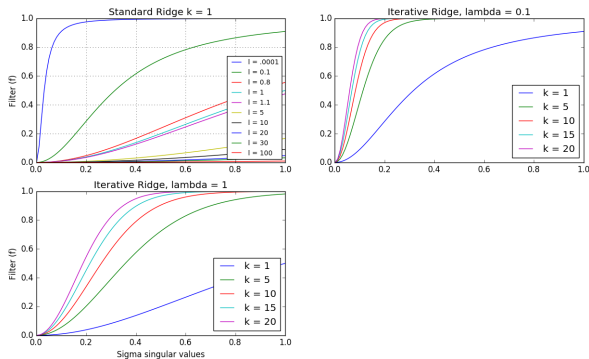 Standard Ridge k = 1
1.0
0.8
0.6
0.4
0.2
0.0
Filter (f)
0.0 0.2 0.4 0.6 0.8 1.0
l = .0001
l = 0.1
l = 0.8
l = 1
l = 1.1
l = 5
l = 10
l = 20
l = 30
l = 100
Iterative Ridge, lambda = 0.1
1.0
0.8
0.6
0.4
0.2
0.0
0.0 0.2 0.4 0.6 0.8 1.0
k = 1
k = 5
k = 10
k = 15
k = 20
Iterative Ridge, lambda = 1
1.0
0.8
0.6
0.4
0.2
0.0
Filter (f)
0.0 0.2 0.4 0.6 0.8 1.0
Sigma singular values
k = 1
k = 5
k = 10
k = 15
k = 20